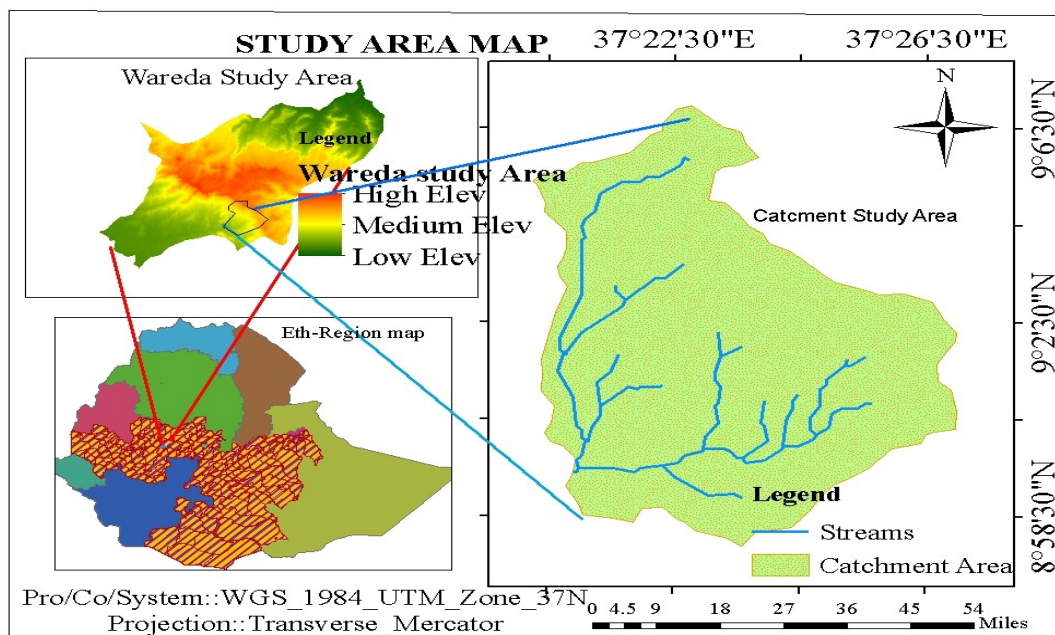 STUDY AREA MAP
37°22'30"E
37°26'30"E
Wareda Study Area
Legend
Wareda study Area
High Elev
Medium Elev
Low Elev
N
9°6'30"N
Catcment Study Area
9°2'30"N
Eth-Region map
8°58'30"N
Legend
Streams
Catchment Area
Pro/Co/System::WGS_1984_UTM_Zone_37N
Projection:Transverse_Mercator
0 4.5 9 18 27 36 45 54
Miles